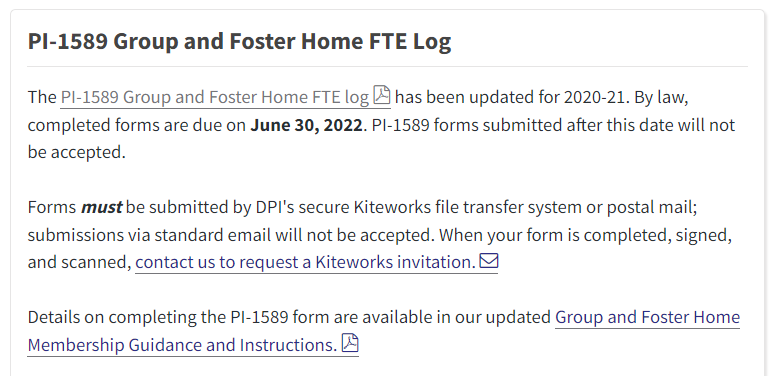 PI-1589 Group and Foster Home FTE Log
The PI-1589 Group and Foster Home FTE log has been updated for 2020-21. By law,
completed forms are due on June 30, 2022. PI-1589 forms submitted after this date will not
be accepted.
Forms must be submitted by DPI's secure Kiteworks file transfer system or postal mail;
submissions via standard email will not be accepted. When your form is completed, signed,
and scanned, contact us to request a Kiteworks invitation.
Details on completing the PI-1589 form are available in our updated Group and Foster Home
Membership Guidance and Instructions.